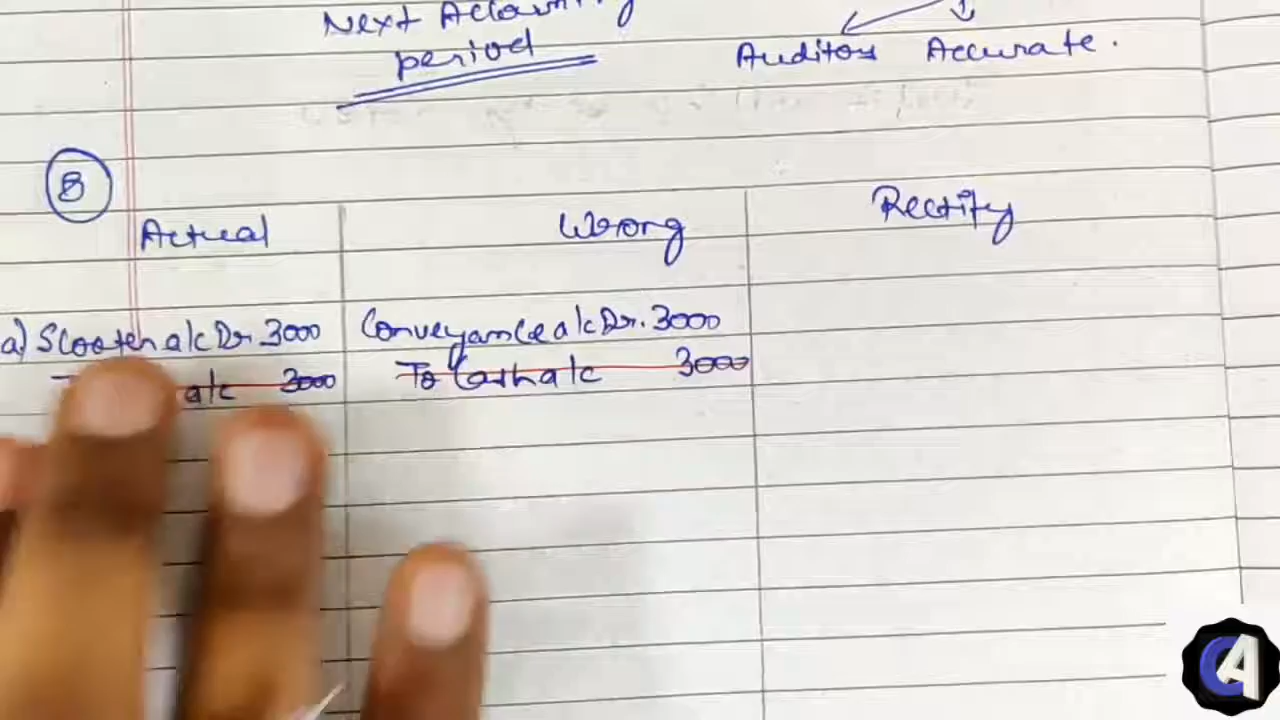 Next Accounting
period
Auditors Accurate.
8
Actual Wrong Rectify
a) Scooter a/c Dr. 3000 Conveyance a/c Dr. 3000
a/c 3000 To Cash a/c 3000
CA